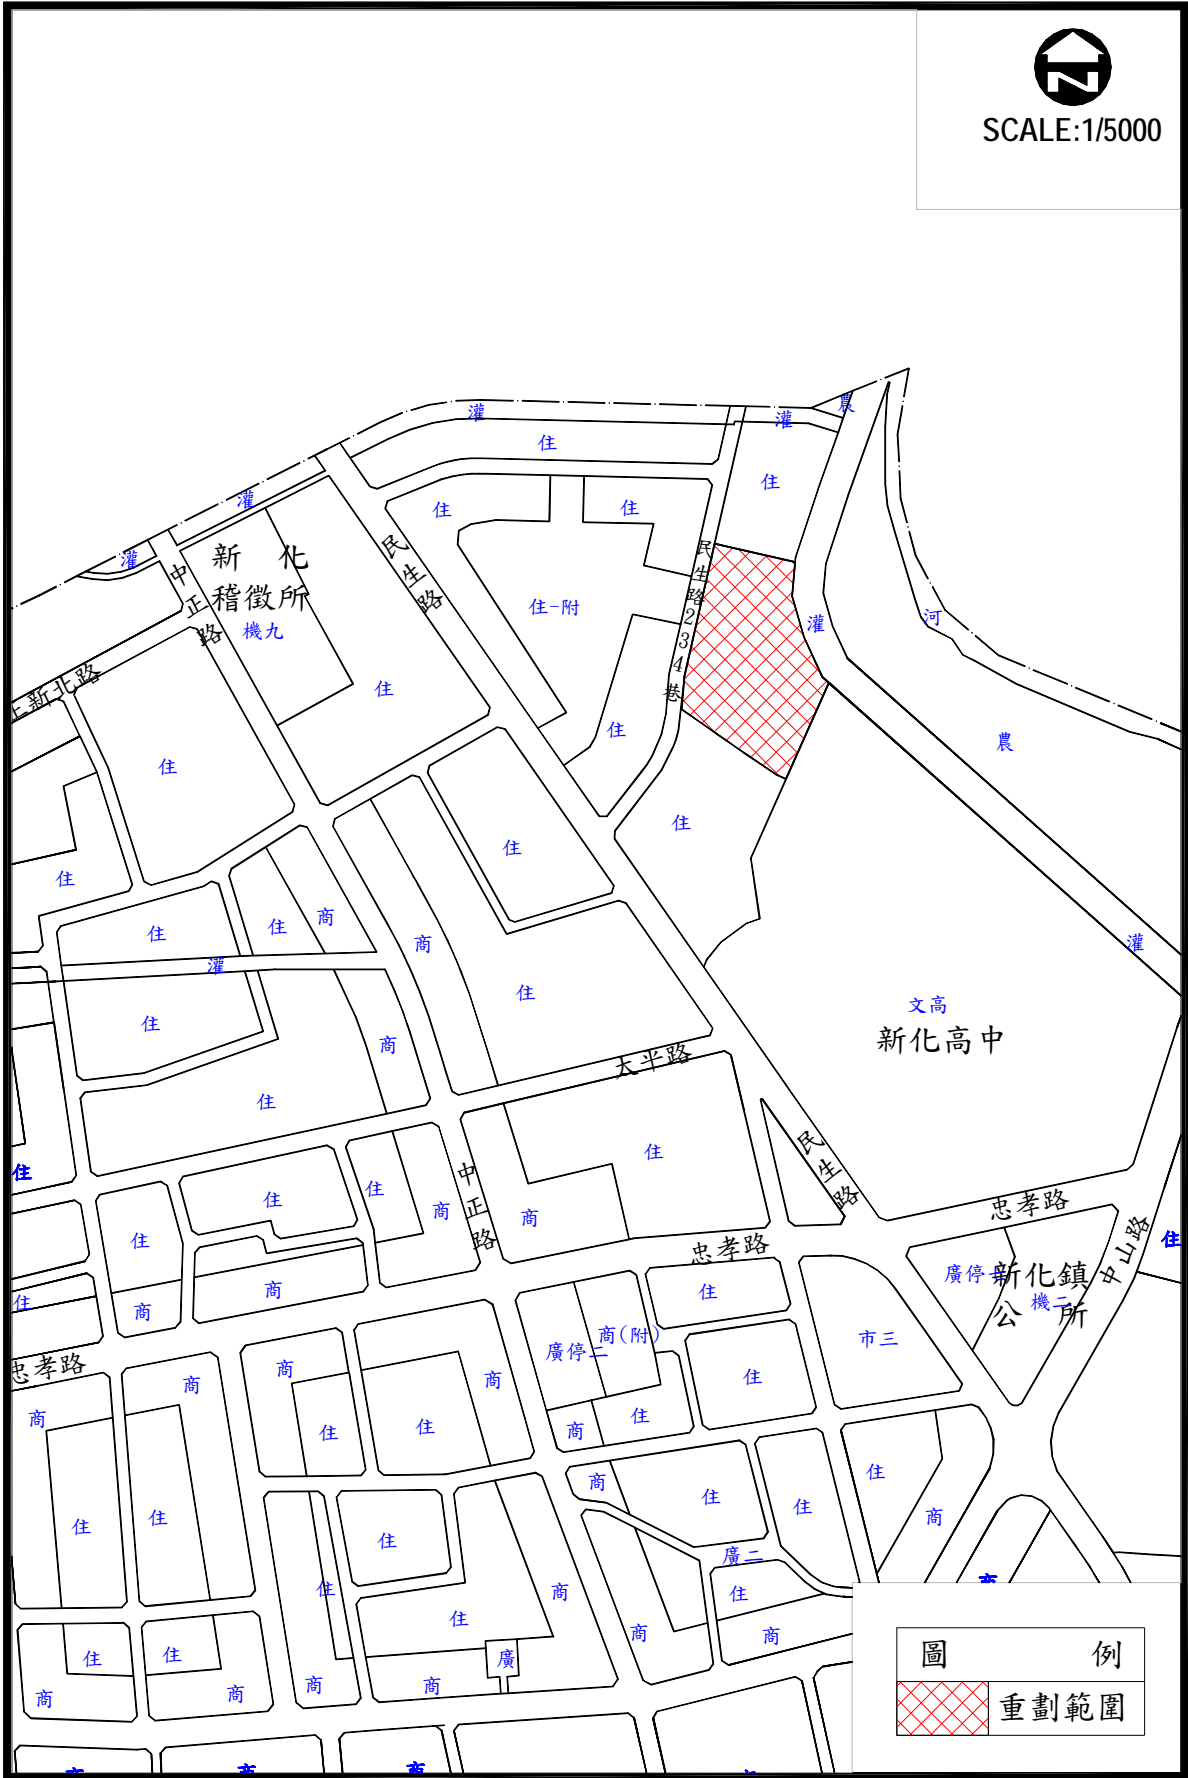 SCALE:1/5000
農
灌
灌
住
住
灌
住
住
民生路
新化
稽徵所
機九
灌
中正路
民生路234巷
住-附
灌
河
上新北路
住
住
住
農
住
住
住
住
商
住
住
商
灌
灌
住
文高
新化高中
住
商
太平路
住
住
民生路
住
中正路
住
住
商
商
忠孝路
中山路
住
住
忠孝路
廣停
新化鎮
公所
機二
住
商
商
住
商(附)
廣停二
市三
忠孝路
商
商
商
住
商
住
住
商
住
住
住
商
住
住
商
住
住
住
廣二
商
住
商
住
住
商
商
住
住
廣
商
商
商
商
圖例
重劃範圍